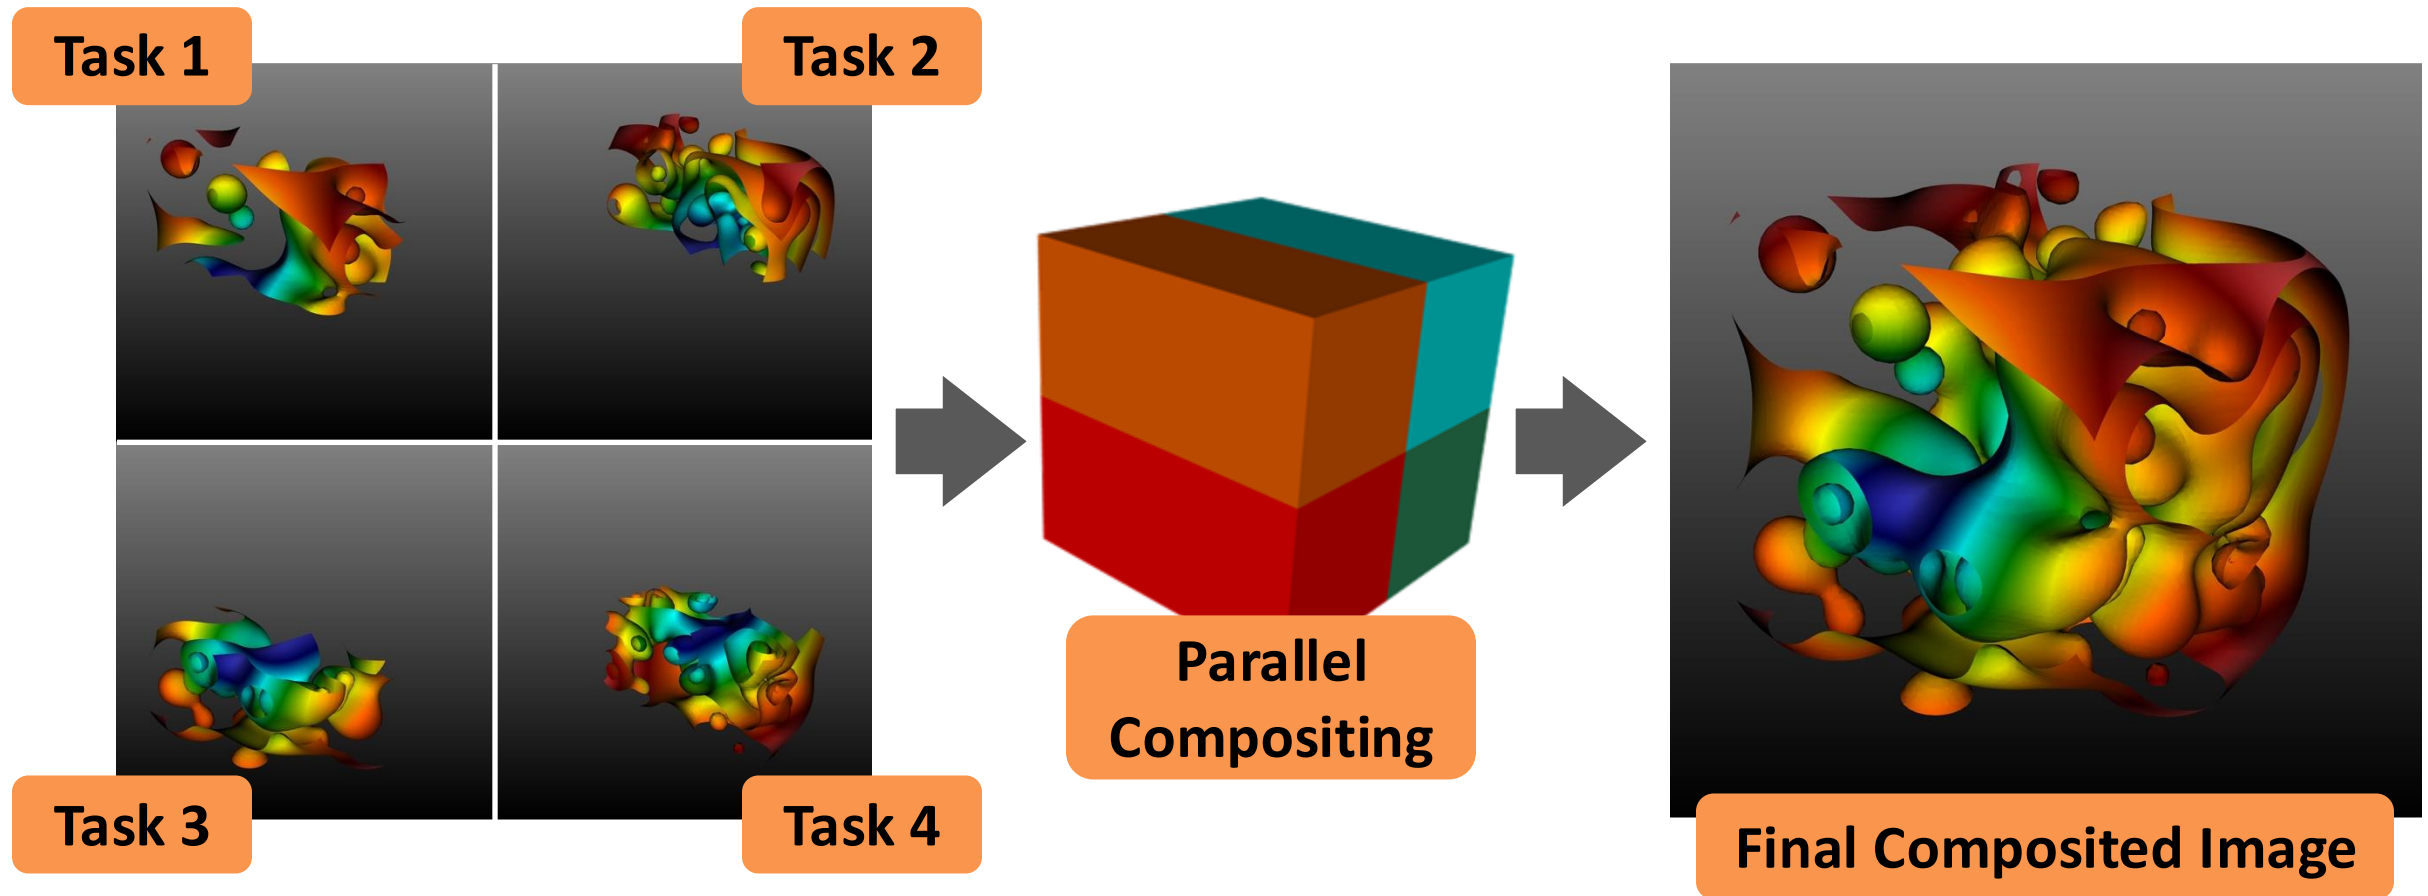 Task 1
Task 2
Task 3
Task 4
Parallel
Compositing
Final Composited Image